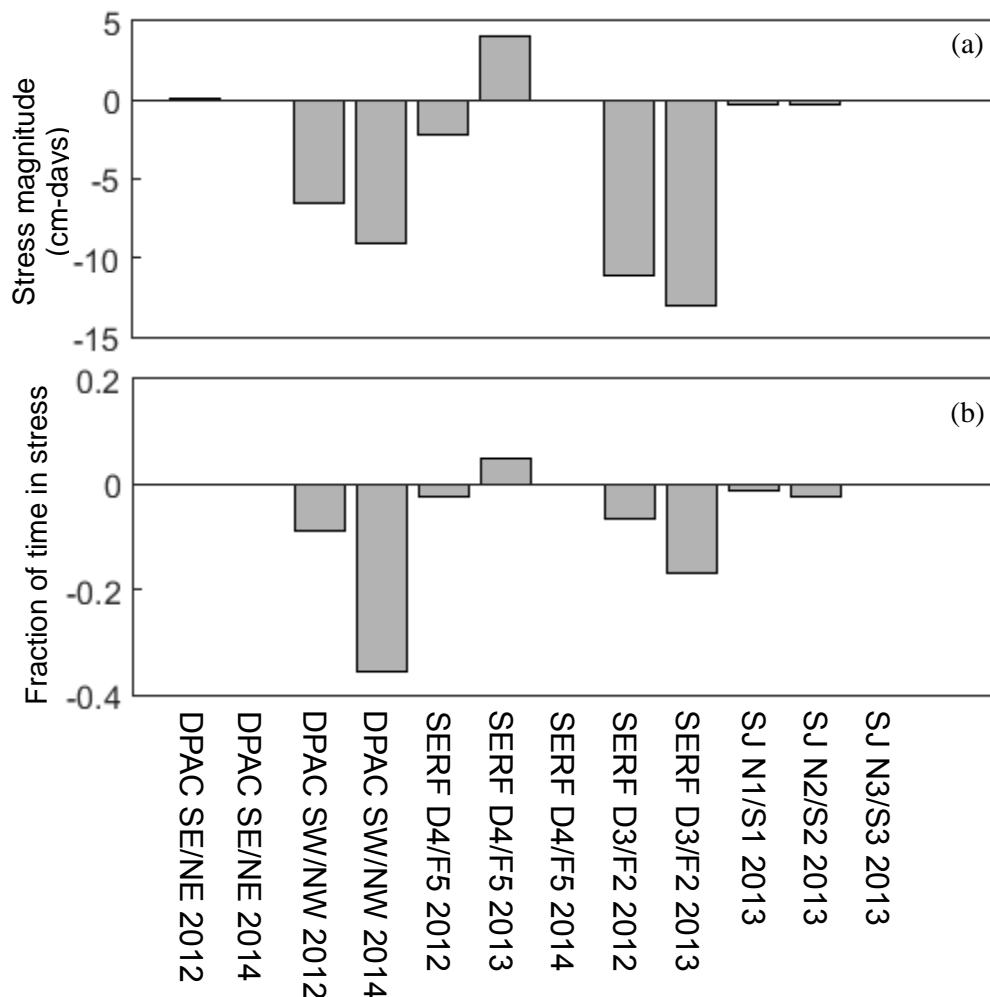 5
(a)
0
-5
-10
-15
Stress magnitude
(cm-days)
0.2
(b)
0
-0.2
-0.4
Fraction of time in stress
DPAC SE/NE 2012
DPAC SE/NE 2014
DPAC SW/NW 2012
DPAC SW/NW 2014
SERF D4/F5 2012
SERF D4/F5 2013
SERF D4/F5 2014
SERF D3/F2 2012
SERF D3/F2 2013
SJ N1/S1 2013
SJ N2/S2 2013
SJ N3/S3 2013